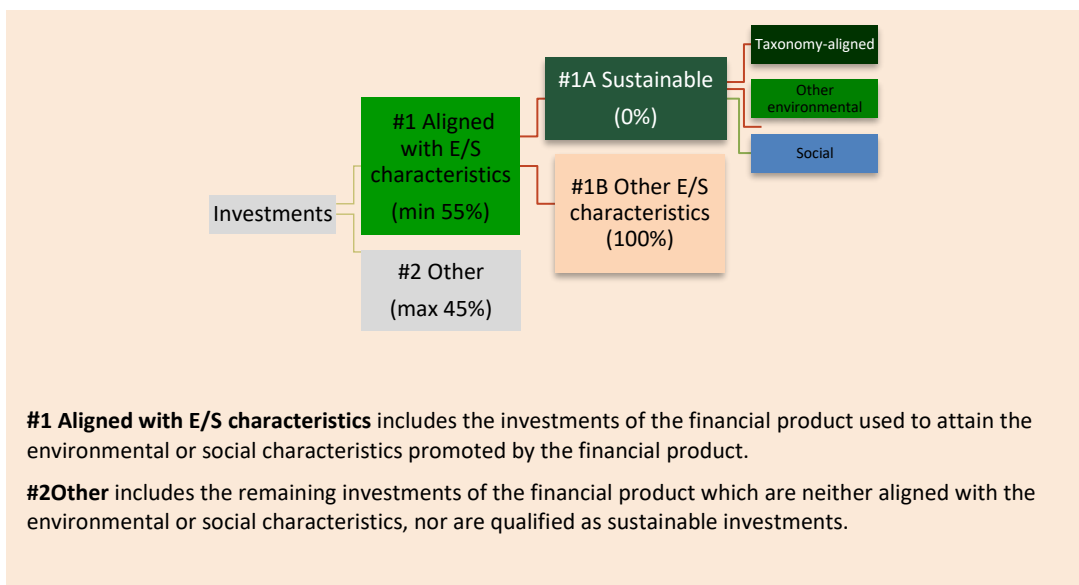 Investments
#1 Aligned
with E/S
characteristics
(min 55%)
#2 Other
(max 45%)
#1A Sustainable
(0%)
#1B Other E/S
characteristics
(100%)
Taxonomy-aligned
Other
environmental
Social
#1 Aligned with E/S characteristics includes the investments of the financial product used to attain the
environmental or social characteristics promoted by the financial product.
#2Other includes the remaining investments of the financial product which are neither aligned with the
environmental or social characteristics, nor are qualified as sustainable investments.